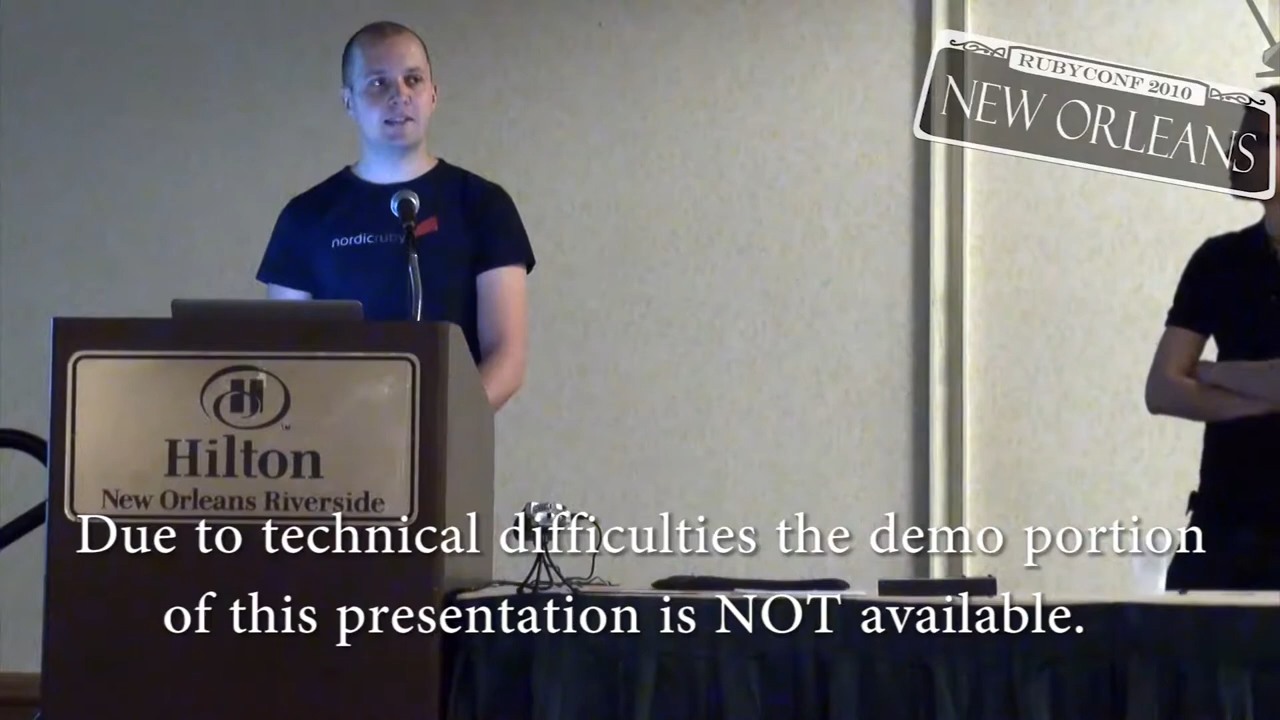 RUBYCONF 2010
NEW ORLEANS
nordicruby
Hilton
New Orleans Riverside
Due to technical difficulties the demo portion
of this presentation is NOT available.